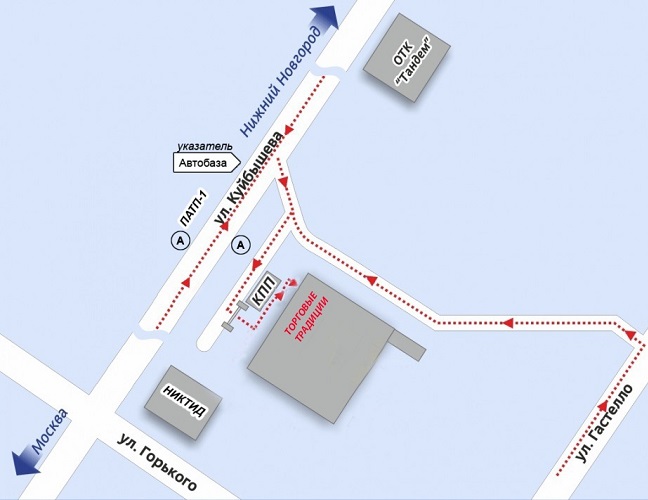 Нижний Новгород
ОТК
"Тандем"
указатель
Автобаза
ул. Куйбышева
ПАТП-1
А
А
КПП
ТОРГОВЫЕ
ТРАДИЦИИ
НИКТИД
Москва
ул. Горького
ул. Гастелло